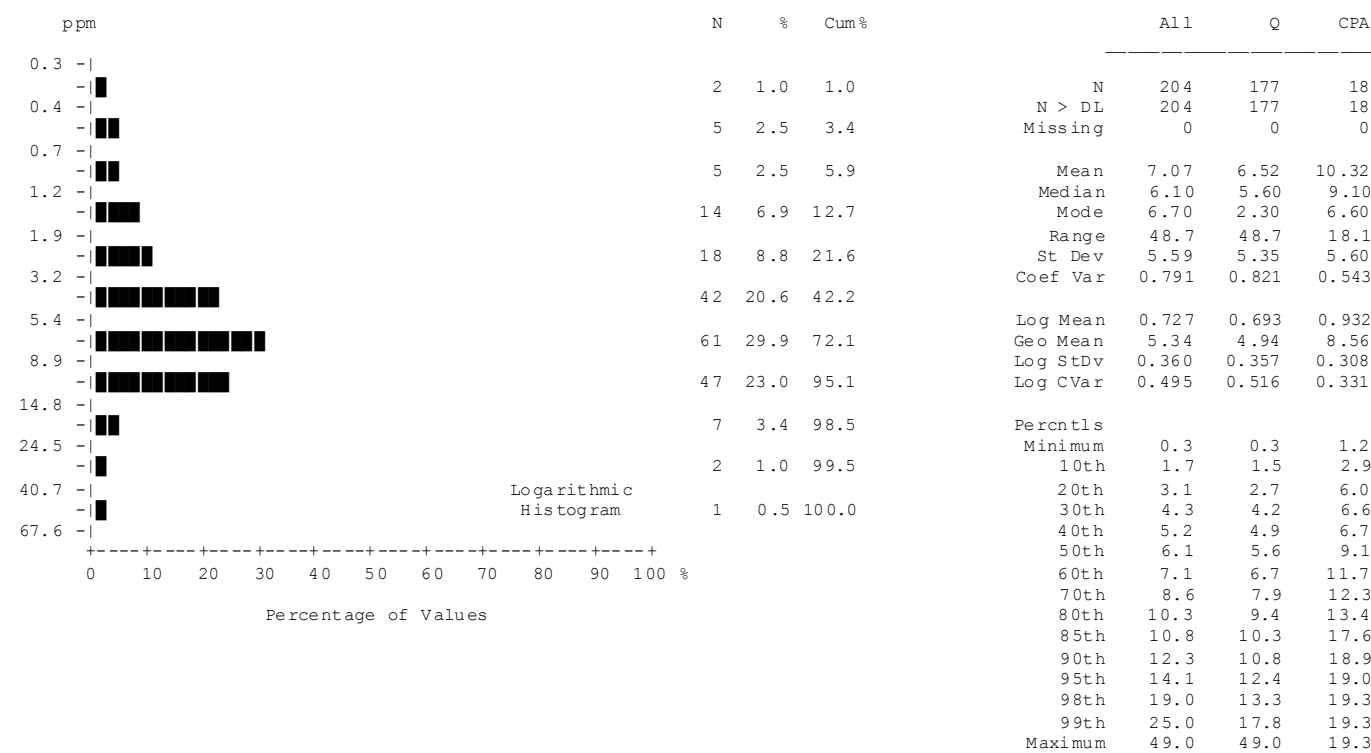 ppm N % Cum% All Q CPA
0.3
2 1.0 1.0 N 204 177 18
0.4 N > DL 204 177 18
5 2.5 3.4 Missing 0 0 0
0.7
5 2.5 5.9 Mean 7.07 6.52 10.32
1.2 Median 6.10 5.60 9.10
14 6.9 12.7 Mode 6.70 2.30 6.60
1.9 Range 48.7 48.7 18.1
18 8.8 21.6 St Dev 5.59 5.35 5.60
3.2 Coef Var 0.791 0.821 0.543
42 20.6 42.2
5.4 Log Mean 0.727 0.693 0.932
61 29.9 72.1 Geo Mean 5.34 4.94 8.56
8.9 Log StDv 0.360 0.357 0.308
47 23.0 95.1 Log CVar 0.495 0.516 0.331
14.8
7 3.4 98.5 Percntls
24.5 Minimum 0.3 0.3 1.2
2 1.0 99.5 10th 1.7 1.5 2.9
40.7 Logarithmic 20th 3.1 2.7 6.0
Histogram 1 0.5 100.0 30th 4.3 4.2 6.6
67.6 40th 5.2 4.9 6.7
50th 6.1 5.6 9.1
0 10 20 30 40 50 60 70 80 90 100 % 60th 7.1 6.7 11.7
70th 8.6 7.9 12.3
Percentage of Values 80th 10.3 9.4 13.4
85th 10.8 10.3 17.6
90th 12.3 10.8 18.9
95th 14.1 12.4 19.0
98th 19.0 13.3 19.3
99th 25.0 17.8 19.3
Maximum 49.0 49.0 19.3